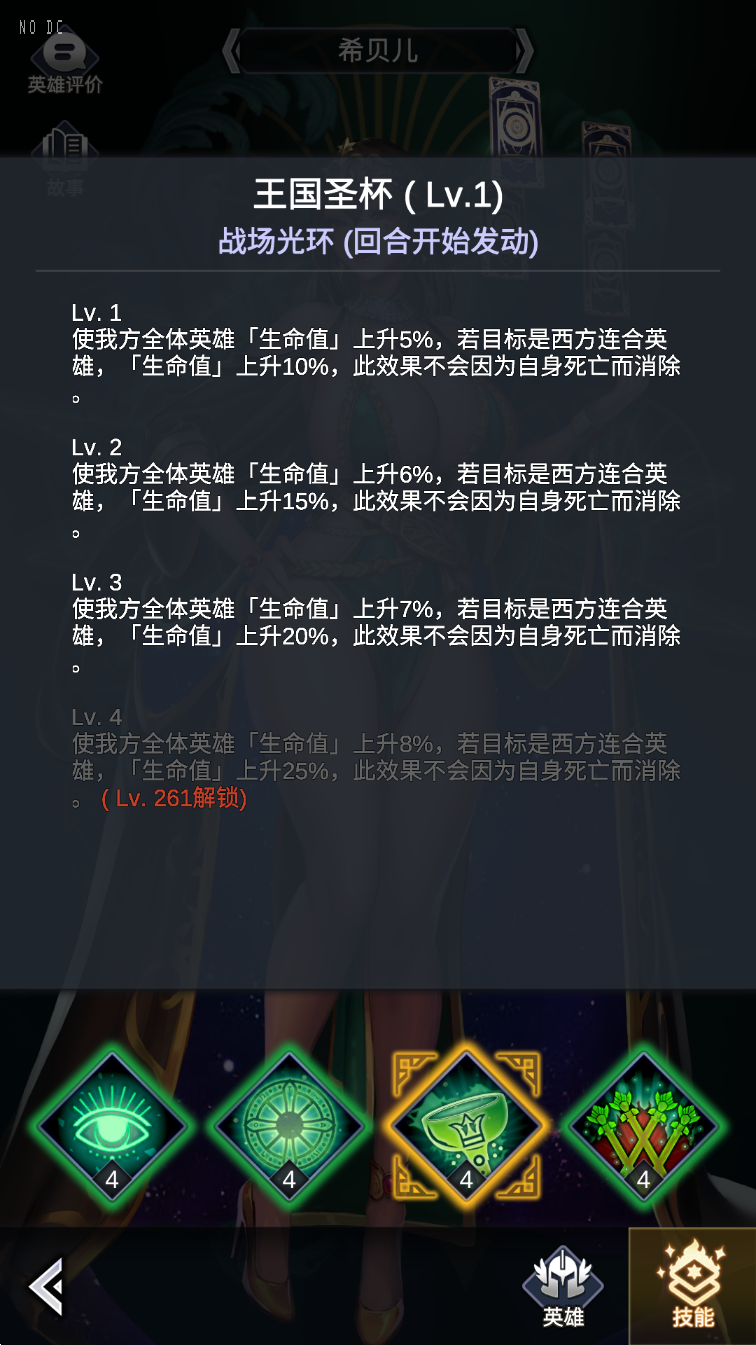 NO DC
希贝儿
英雄评价
故事
王国圣杯 ( Lv.1)
战场光环 (回合开始发动)
Lv. 1
使我方全体英雄「生命值」上升5%，若目标是西方连合英
雄，「生命值」上升10%，此效果不会因为自身死亡而消除
。
Lv. 2
使我方全体英雄「生命值」上升6%，若目标是西方连合英
雄，「生命值」上升15%，此效果不会因为自身死亡而消除
。
Lv. 3
使我方全体英雄「生命值」上升7%，若目标是西方连合英
雄，「生命值」上升20%，此效果不会因为自身死亡而消除
。
Lv. 4
使我方全体英雄「生命值」上升8%，若目标是西方连合英
雄，「生命值」上升25%，此效果不会因为自身死亡而消除
。 ( Lv. 261解锁)
4
4
4
4
英雄
技能